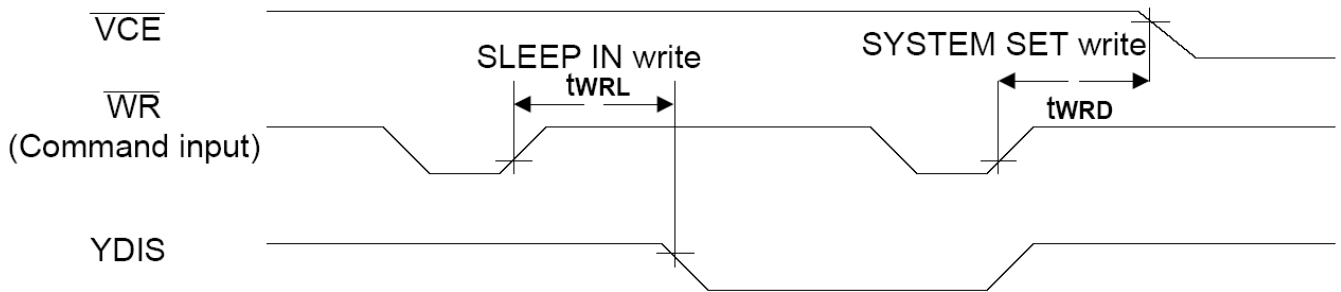 VCE
SYSTEM SET write
SLEEP IN write
tWRL
WR
tWRD
(Command input)
YDIS